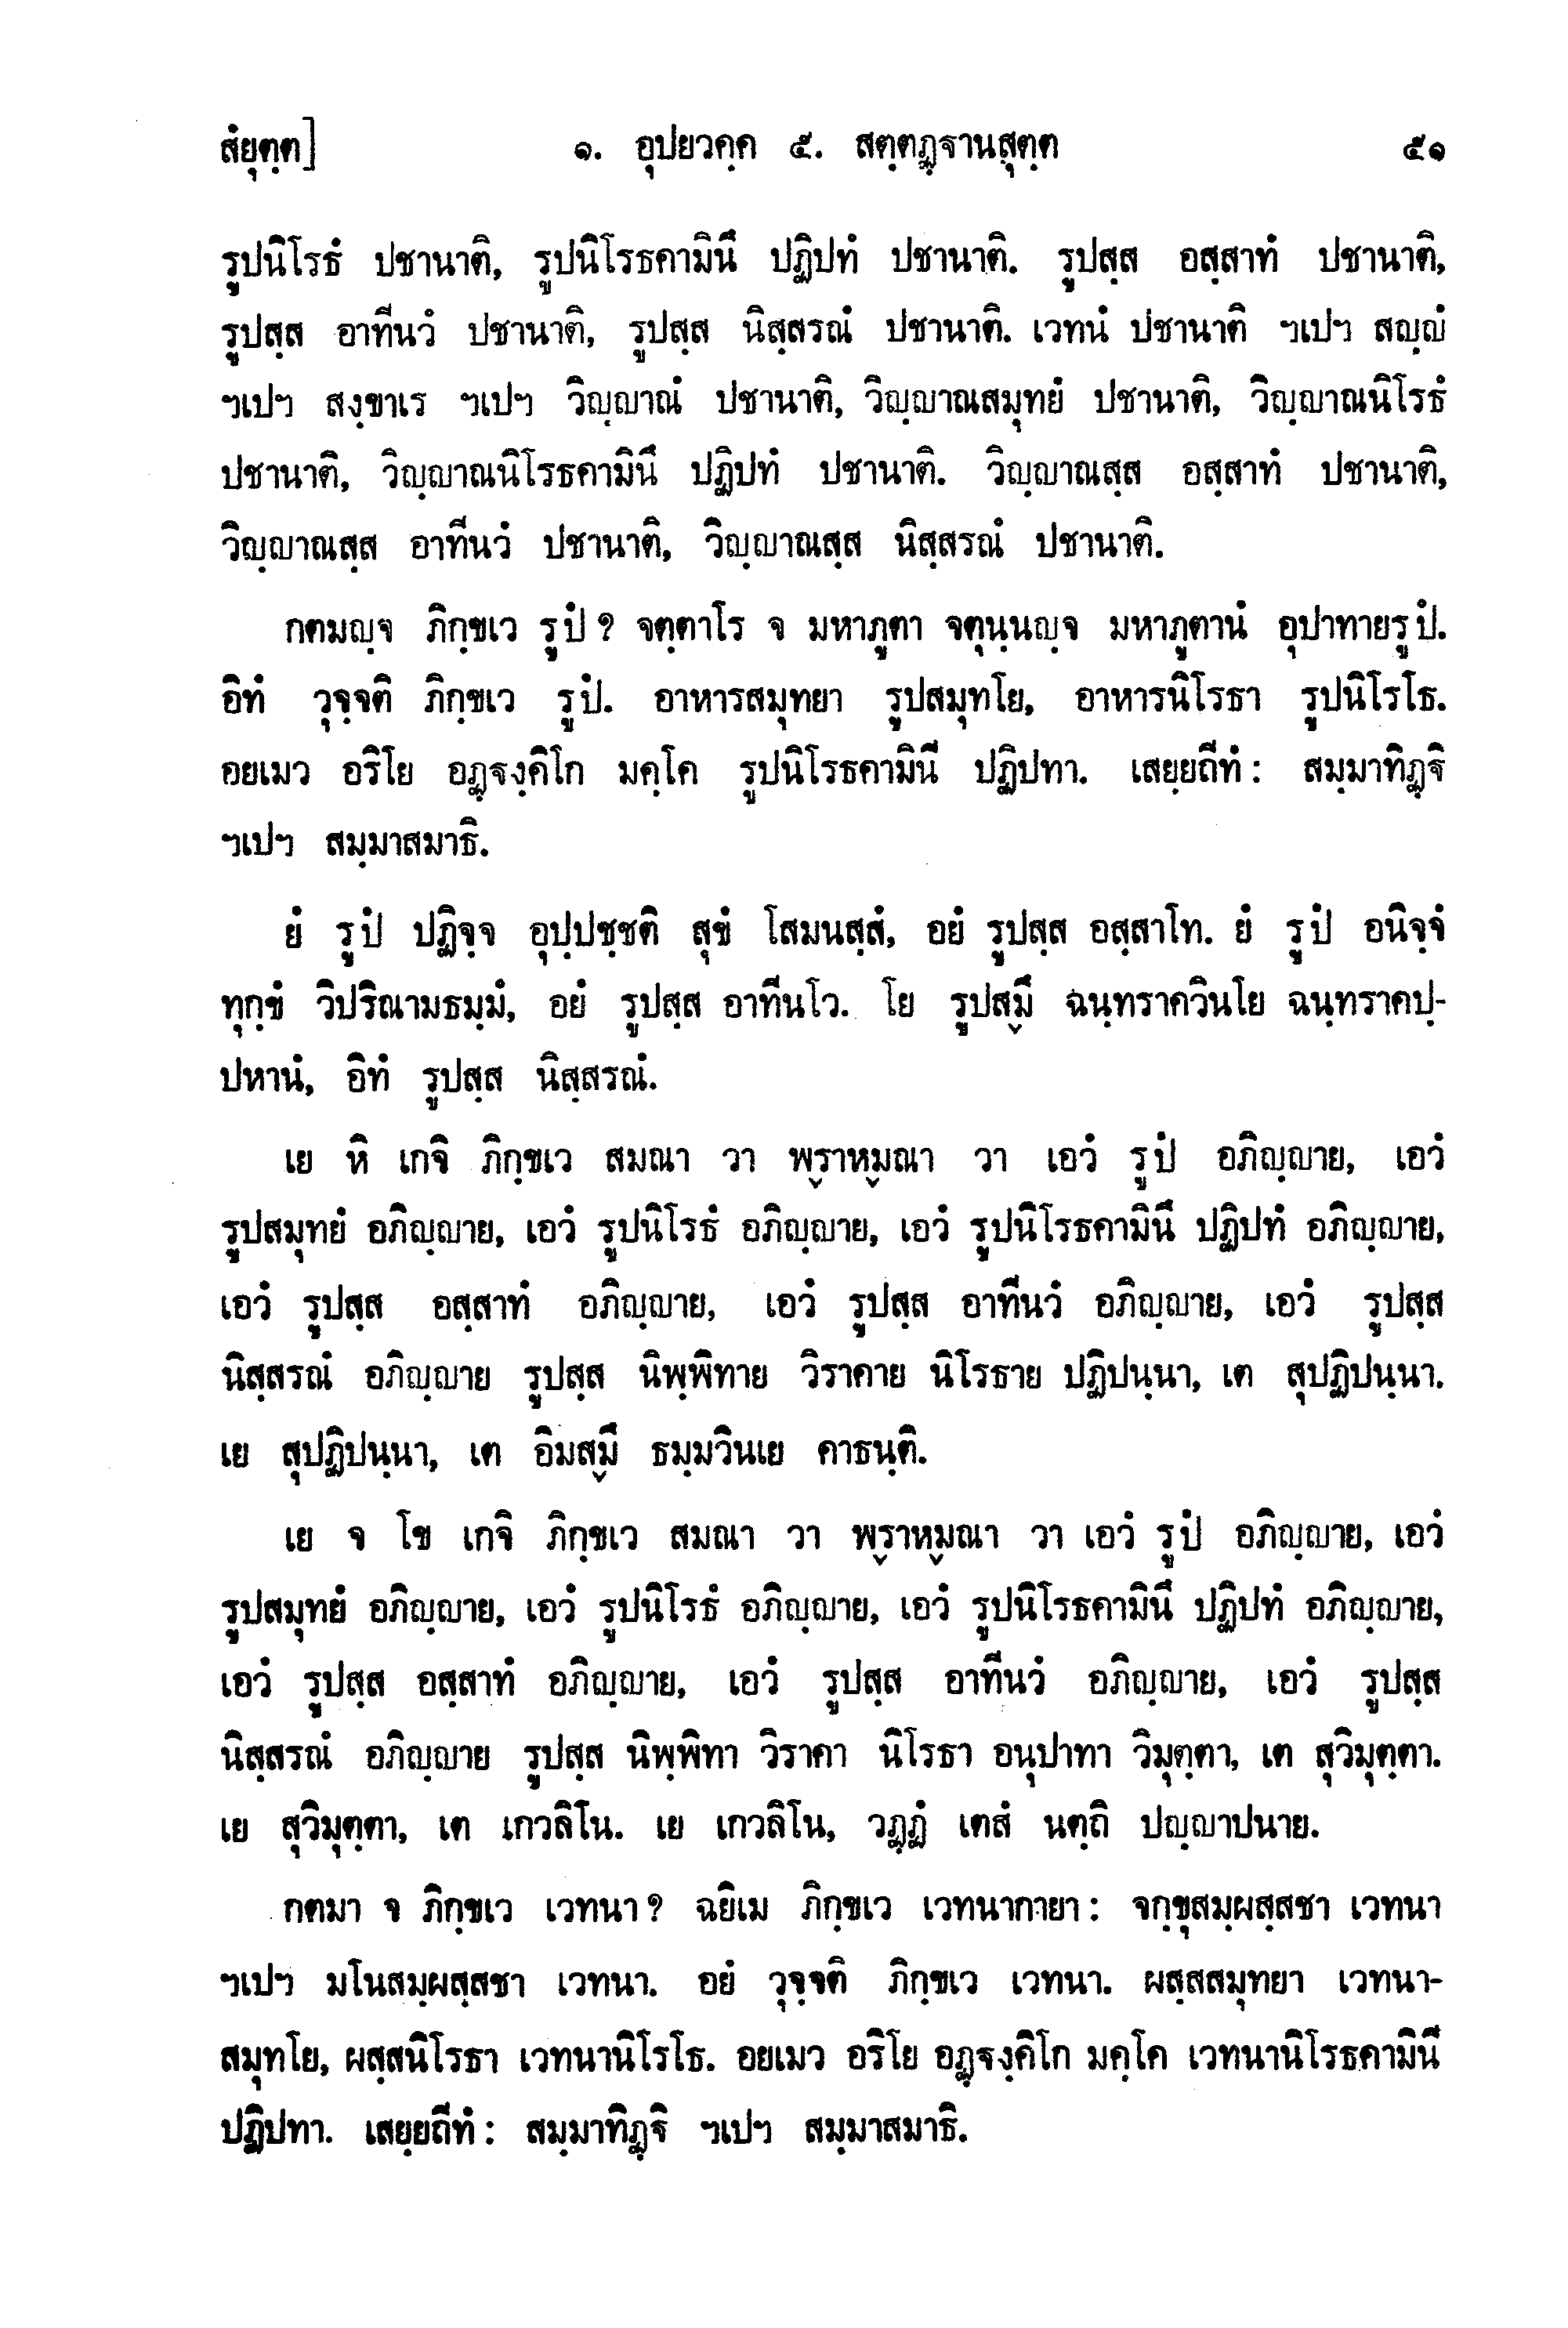 สํยุตฺต] ๑. อุปยวคฺค ๕. สตฺตฏฺฐานสุตฺต ๕๑
รูปนิโรธํ ปชานาติ, รูปนิโรธคามินึ ปฏิปทํ ปชานาติ. รูปสฺส อสฺสาทํ ปชานาติ,
รูปสฺส อาทีนวํ ปชานาติ, รูปสฺส นิสฺสรณํ ปชานาติ. เวทนํ ปชานาติ ฯเปฯ สญฺญํ
ฯเปฯ สงฺขาเร ฯเปฯ วิญฺญาณํ ปชานาติ, วิญฺญาณสมุทยํ ปชานาติ, วิญฺญาณนิโรธํ
ปชานาติ, วิญฺญาณนิโรธคามินึ ปฏิปทํ ปชานาติ. วิญฺญาณสฺส อสฺสาทํ ปชานาติ,
วิญฺญาณสฺส อาทีนวํ ปชานาติ, วิญฺญาณสฺส นิสฺสรณํ ปชานาติ.
กตมญฺจ ภิกฺขเว รูปํ ? จตฺตาโร จ มหาภูตา จตุนฺนญฺจ มหาภูตานํ อุปาทายรูปํ.
อิทํ วุจฺจติ ภิกฺขเว รูปํ. อาหารสมุทยา รูปสมุทโย, อาหารนิโรธา รูปนิโรโธ.
อยเมว อริโย อฏฺฐงฺคิโก มคฺโค รูปนิโรธคามินี ปฏิปทา. เสยฺยถีทํ : สมฺมาทิฏฺฐิ
ฯเปฯ สมฺมาสมาธิ.
ยํ รูปํ ปฏิจฺจ อุปฺปชฺชติ สุขํ โสมนสฺสํ, อยํ รูปสฺส อสฺสาโท. ยํ รูปํ อนิจฺจํ
ทุกฺขํ วิปริณามธมฺมํ, อยํ รูปสฺส อาทีนโว. โย รูปสฺมึ ฉนฺทราควินโย ฉนฺทราคปฺ-
ปหานํ, อิทํ รูปสฺส นิสฺสรณํ.
เย หิ เกจิ ภิกฺขเว สมณา วา พฺราหฺมณา วา เอวํ รูปํ อภิญฺญาย, เอวํ
รูปสมุทยํ อภิญฺญาย, เอวํ รูปนิโรธํ อภิญฺญาย, เอวํ รูปนิโรธคามินึ ปฏิปทํ อภิญฺญาย,
เอวํ รูปสฺส อสฺสาทํ อภิญฺญาย, เอวํ รูปสฺส อาทีนวํ อภิญฺญาย, เอวํ รูปสฺส
นิสฺสรณํ อภิญฺญาย รูปสฺส นิพฺพิทาย วิราคาย นิโรธาย ปฏิปนฺนา, เต สุปฏิปนฺนา.
เย สุปฏิปนฺนา, เต อิมสฺมึ ธมฺมวินเย คาธนฺติ.
เย จ โข เกจิ ภิกฺขเว สมณา วา พฺราหฺมณา วา เอวํ รูปํ อภิญฺญาย, เอวํ
รูปสมุทยํ อภิญฺญาย, เอวํ รูปนิโรธํ อภิญฺญาย, เอวํ รูปนิโรธคามินึ ปฏิปทํ อภิญฺญาย,
เอวํ รูปสฺส อสฺสาทํ อภิญฺญาย, เอวํ รูปสฺส อาทีนวํ อภิญฺญาย, เอวํ รูปสฺส
นิสฺสรณํ อภิญฺญาย รูปสฺส นิพฺพิทา วิราคา นิโรธา อนุปาทา วิมุตฺตา, เต สุวิมุตฺตา.
เย สุวิมุตฺตา, เต เกวลิโน. เย เกวลิโน, วฏฺฏํ เตสํ นตฺถิ ปญฺญาปนาย.
กตมา จ ภิกฺขเว เวทนา ? ฉยิเม ภิกฺขเว เวทนากายา : จกฺขุสมฺผสฺสชา เวทนา
ฯเปฯ มโนสมฺผสฺสชา เวทนา. อยํ วุจฺจติ ภิกฺขเว เวทนา. ผสฺสสมุทยา เวทนา-
สมุทโย, ผสฺสนิโรธา เวทนานิโรโธ. อยเมว อริโย อฏฺฐงฺคิโก มคฺโค เวทนานิโรธคามินี
ปฏิปทา. เสยฺยถีทํ : สมฺมาทิฏฺฐิ ฯเปฯ สมฺมาสมาธิ.